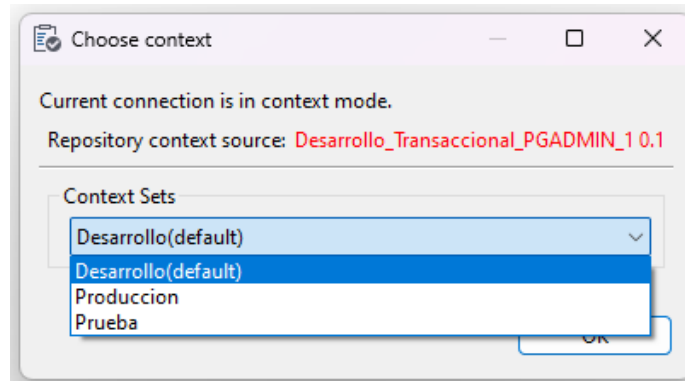 Choose context
Current connection is in context mode.
Repository context source: Desarrollo_Transaccional_PGADMIN_1 0.1
Context Sets
Desarrollo(default)
Desarrollo(default)
Produccion
Prueba
OK